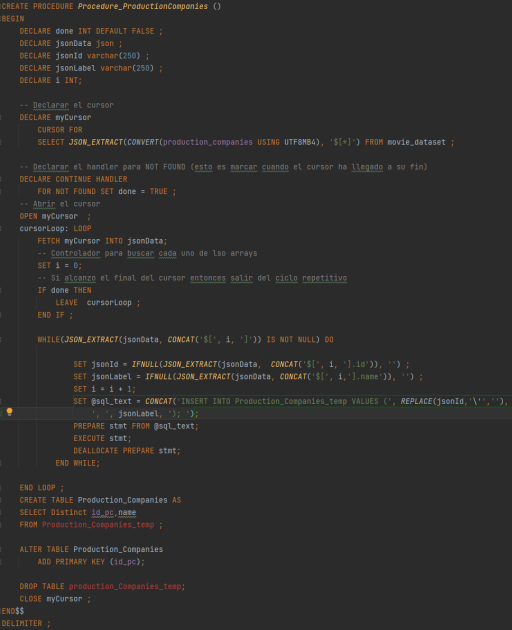 CREATE PROCEDURE Procedure_ProductionCompanies ()
BEGIN
DECLARE done INT DEFAULT FALSE ;
DECLARE jsonData json ;
DECLARE jsonId varchar(250) ;
DECLARE jsonLabel varchar(250) ;
DECLARE i INT;
-- Declarar el cursor
DECLARE myCursor
CURSOR FOR
SELECT JSON_EXTRACT(CONVERT(production_companies USING UTF8MB4), '$[*]') FROM movie_dataset ;
-- Declarar el handler para NOT FOUND (esto es marcar cuando el cursor ha llegado a su fin)
DECLARE CONTINUE HANDLER
FOR NOT FOUND SET done = TRUE ;
-- Abrir el cursor
OPEN myCursor ;
cursorLoop: LOOP
FETCH myCursor INTO jsonData;
-- Controlador para buscar cada uno de lso arrays
SET i = 0;
-- Si alcanzo el final del cursor entonces salir del ciclo repetitivo
IF done THEN
LEAVE cursorLoop ;
END IF ;
WHILE(JSON_EXTRACT(jsonData, CONCAT('$[', i, ']')) IS NOT NULL) DO
SET jsonId = IFNULL(JSON_EXTRACT(jsonData, CONCAT('$[', i, '].id')), '') ;
SET jsonLabel = IFNULL(JSON_EXTRACT(jsonData, CONCAT('$[', i,'].name')), '') ;
SET i = i + 1;
SET @sql_text = CONCAT('INSERT INTO Production_Companies_temp VALUES (', REPLACE(jsonId,'\'',''),
', ', jsonLabel, '); ');
PREPARE stmt FROM @sql_text;
EXECUTE stmt;
DEALLOCATE PREPARE stmt;
END WHILE;
END LOOP ;
CREATE TABLE Production_Companies AS
SELECT Distinct id_pc,name
FROM Production_Companies_temp ;
ALTER TABLE Production_Companies
ADD PRIMARY KEY (id_pc);
DROP TABLE production_Companies_temp;
CLOSE myCursor ;
END$$
DELIMITER ;